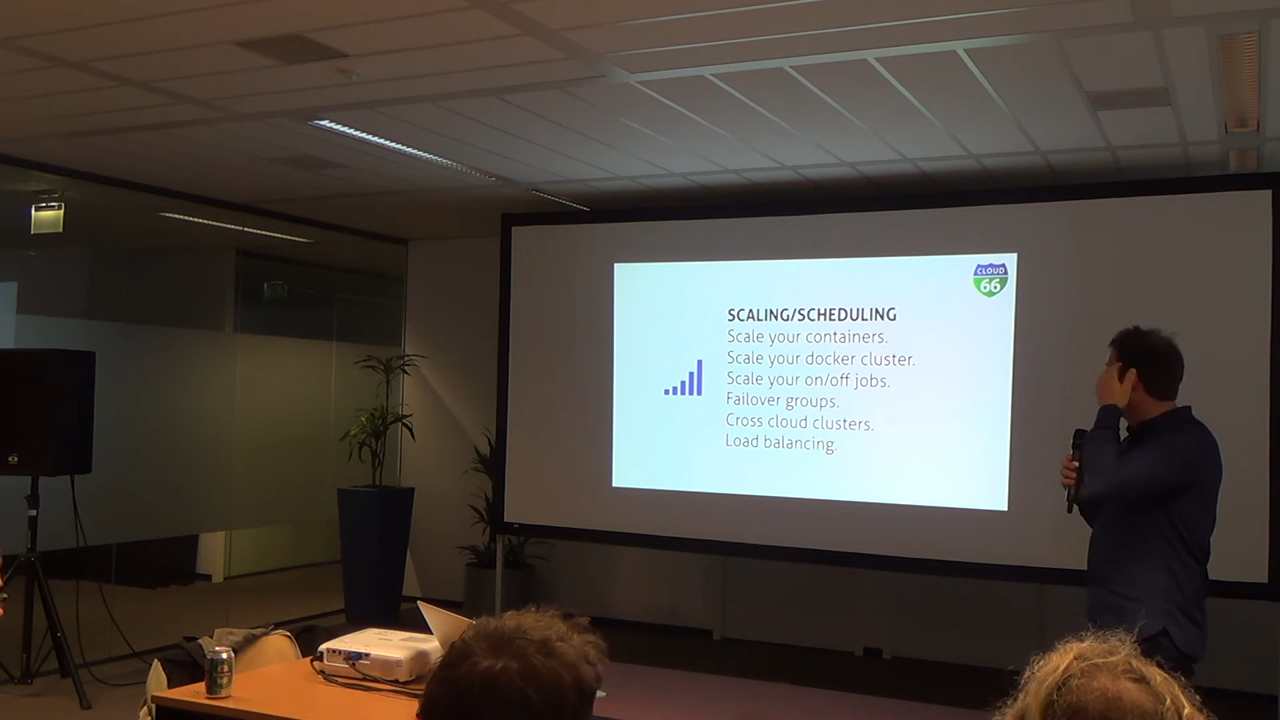 CLOUD
66
SCALING/SCHEDULING
Scale your containers.
Scale your docker cluster.
Scale your on/off jobs.
Failover groups.
Cross cloud clusters.
Load balancing.